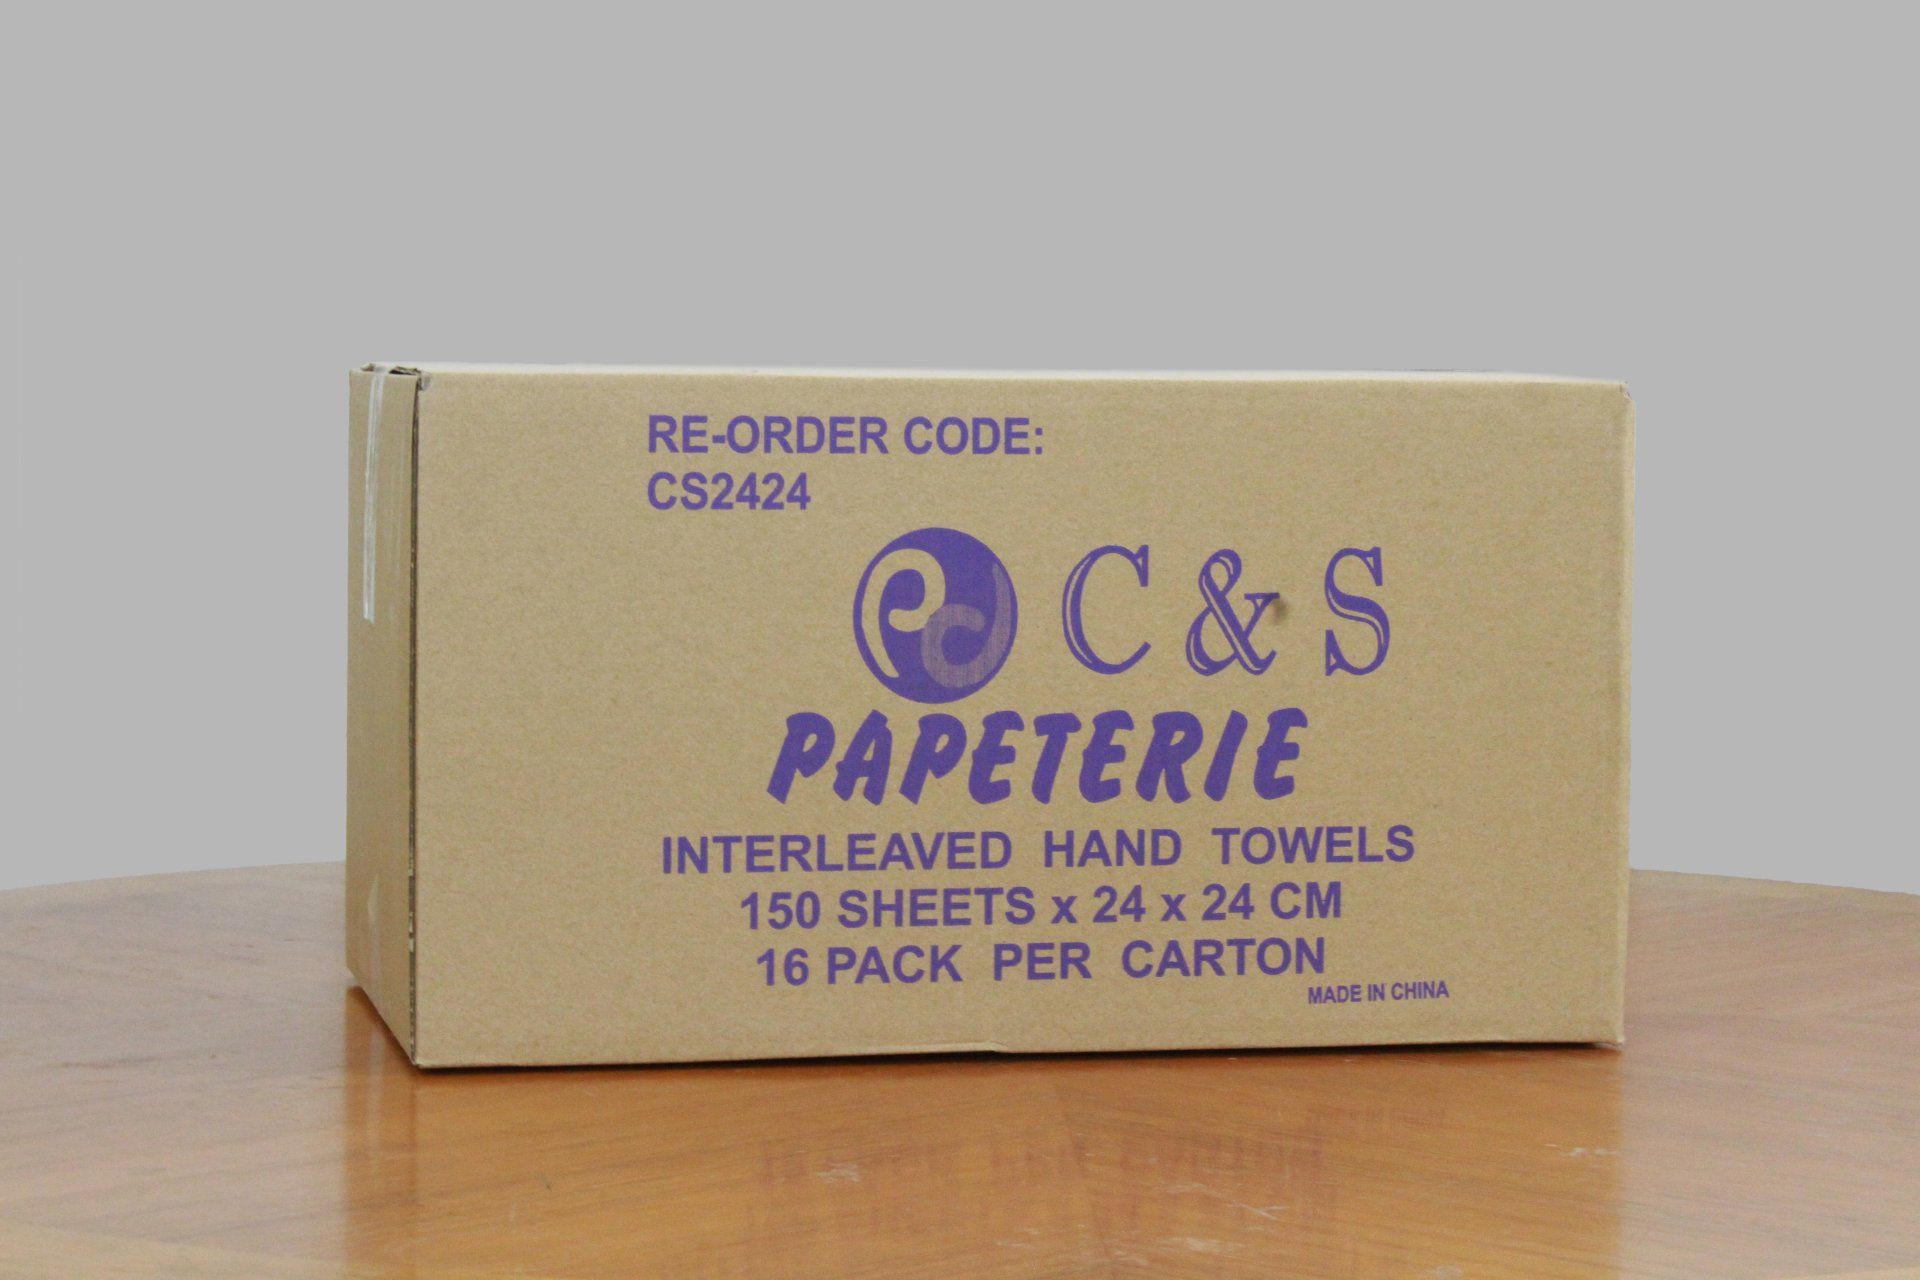 RE-ORDER CODE:
CS2424
C & S
PAPETERIE
INTERLEAVED HAND TOWELS
150 SHEETS x 24 x 24 CM
16 PACK PER CARTON
MADE IN CHINA